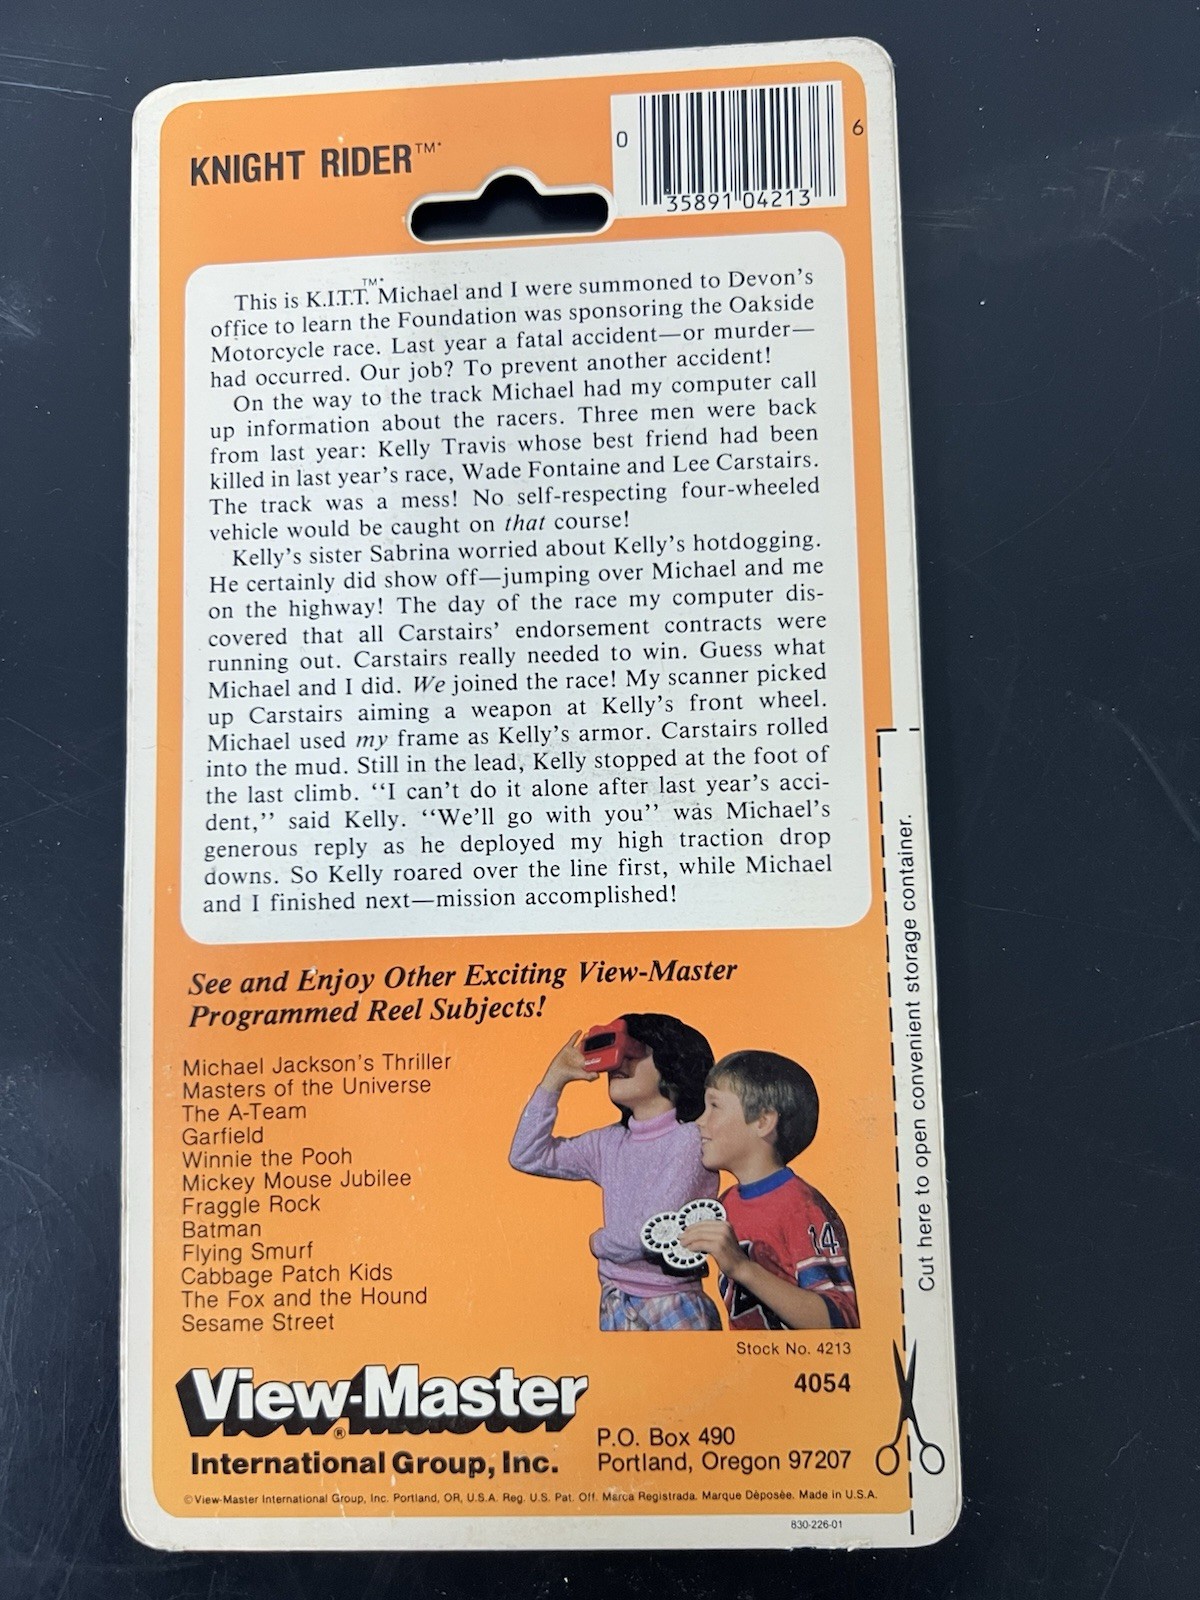 KNIGHT RIDER™*
0
35891 04213
6
This is K.I.T.T.™* Michael and I were summoned to Devon's
office to learn the Foundation was sponsoring the Oakside
Motorcycle race. Last year a fatal accident—or murder—
had occurred. Our job? To prevent another accident!
On the way to the track Michael had my computer call
up information about the racers. Three men were back
from last year: Kelly Travis whose best friend had been
killed in last year's race, Wade Fontaine and Lee Carstairs.
The track was a mess! No self-respecting four-wheeled
vehicle would be caught on that course!
Kelly's sister Sabrina worried about Kelly's hotdogging.
He certainly did show off—jumping over Michael and me
on the highway! The day of the race my computer dis-
covered that all Carstairs' endorsement contracts were
running out. Carstairs really needed to win. Guess what
Michael and I did. We joined the race! My scanner picked
up Carstairs aiming a weapon at Kelly's front wheel.
Michael used my frame as Kelly's armor. Carstairs rolled
into the mud. Still in the lead, Kelly stopped at the foot of
the last climb. "I can't do it alone after last year's acci-
dent," said Kelly. "We'll go with you" was Michael's
generous reply as he deployed my high traction drop
downs. So Kelly roared over the line first, while Michael
and I finished next—mission accomplished!
See and Enjoy Other Exciting View-Master
Programmed Reel Subjects!
Michael Jackson's Thriller
Masters of the Universe
The A-Team
Garfield
Winnie the Pooh
Mickey Mouse Jubilee
Fraggle Rock
Batman
Flying Smurf
Cabbage Patch Kids
The Fox and the Hound
Sesame Street
14
Cut here to open convenient storage container.
Stock No. 4213
4054
View-Master®
International Group, Inc.
P.O. Box 490
Portland, Oregon 97207
©View-Master International Group, Inc. Portland, OR, U.S.A. Reg. U.S. Pat. Off. Marca Registrada. Marque Dèposèe. Made in U.S.A.
830-226-01